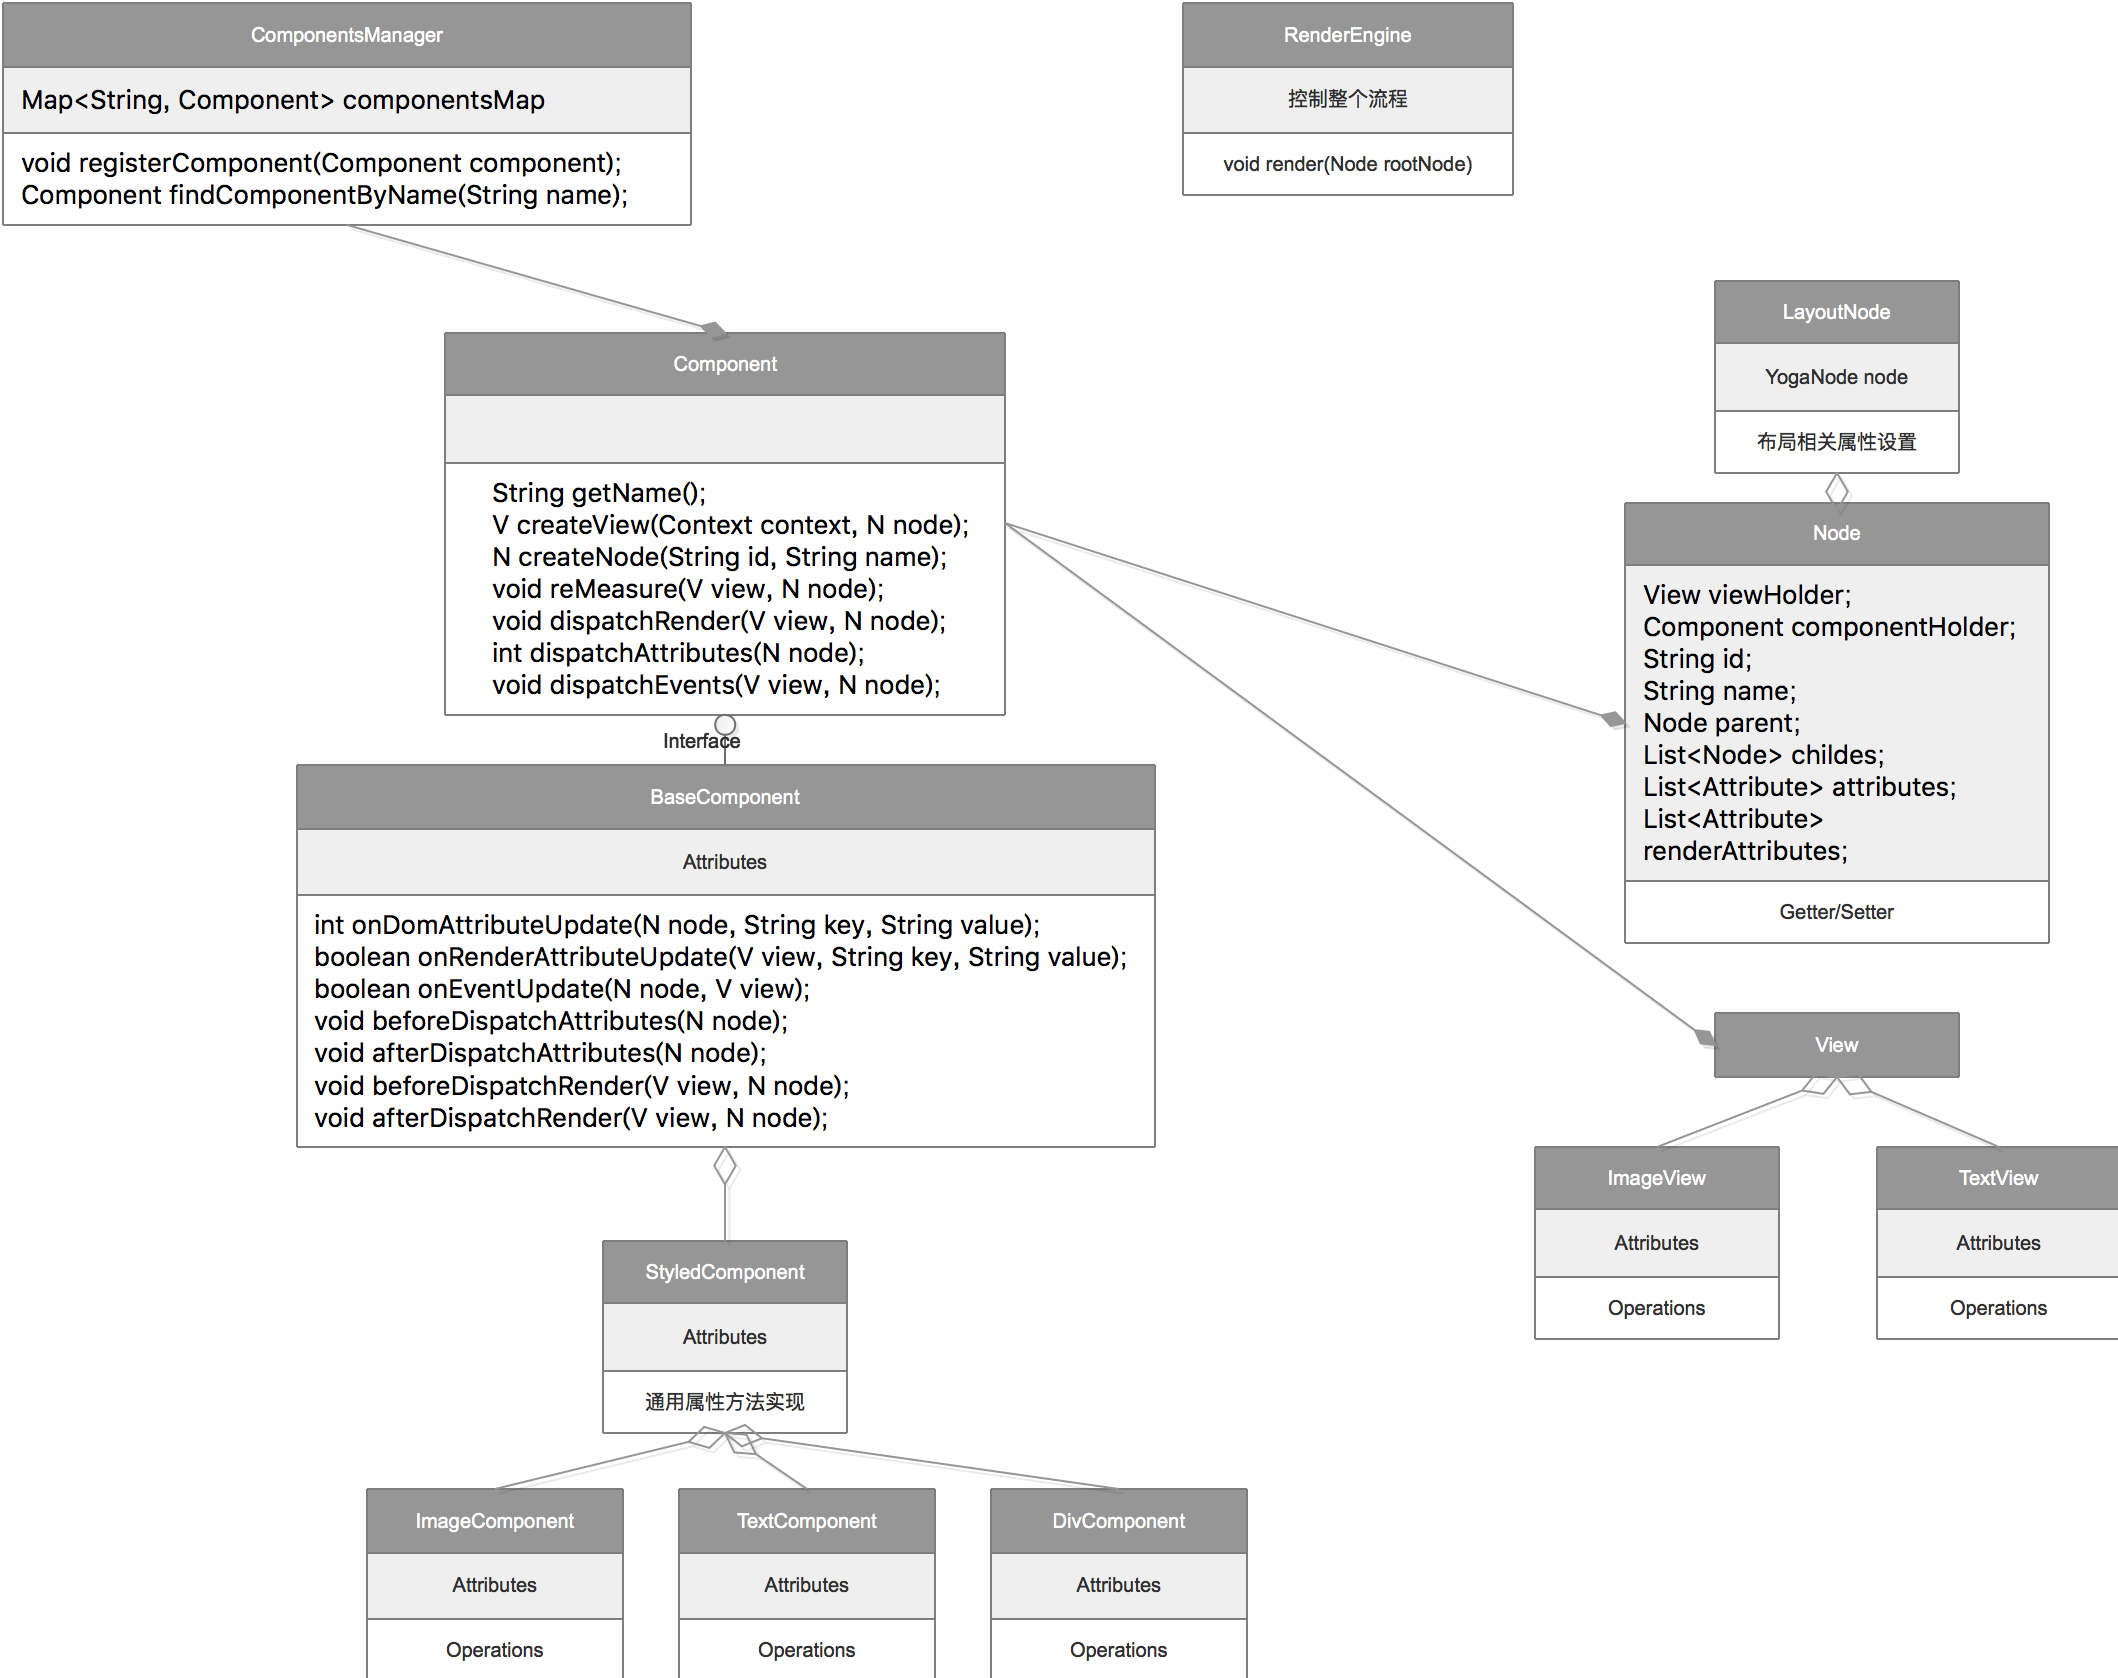 ComponentsManager
Map<String, Component> componentsMap
void registerComponent(Component component);
Component findComponentByName(String name);
RenderEngine
控制整个流程
void render(Node rootNode)
LayoutNode
YogaNode node
布局相关属性设置
Component
String getName();
V createView(Context context, N node);
N createNode(String id, String name);
void reMeasure(V view, N node);
void dispatchRender(V view, N node);
int dispatchAttributes(N node);
void dispatchEvents(V view, N node);
Interface
Node
View viewHolder;
Component componentHolder;
String id;
String name;
Node parent;
List<Node> childes;
List<Attribute> attributes;
List<Attribute>
renderAttributes;
Getter/Setter
BaseComponent
Attributes
int onDomAttributeUpdate(N node, String key, String value);
boolean onRenderAttributeUpdate(V view, String key, String value);
boolean onEventUpdate(N node, V view);
void beforeDispatchAttributes(N node);
void afterDispatchAttributes(N node);
void beforeDispatchRender(V view, N node);
void afterDispatchRender(V view, N node);
View
ImageView
Attributes
Operations
TextView
Attributes
Operations
StyledComponent
Attributes
通用属性方法实现
ImageComponent
Attributes
Operations
TextComponent
Attributes
Operations
DivComponent
Attributes
Operations